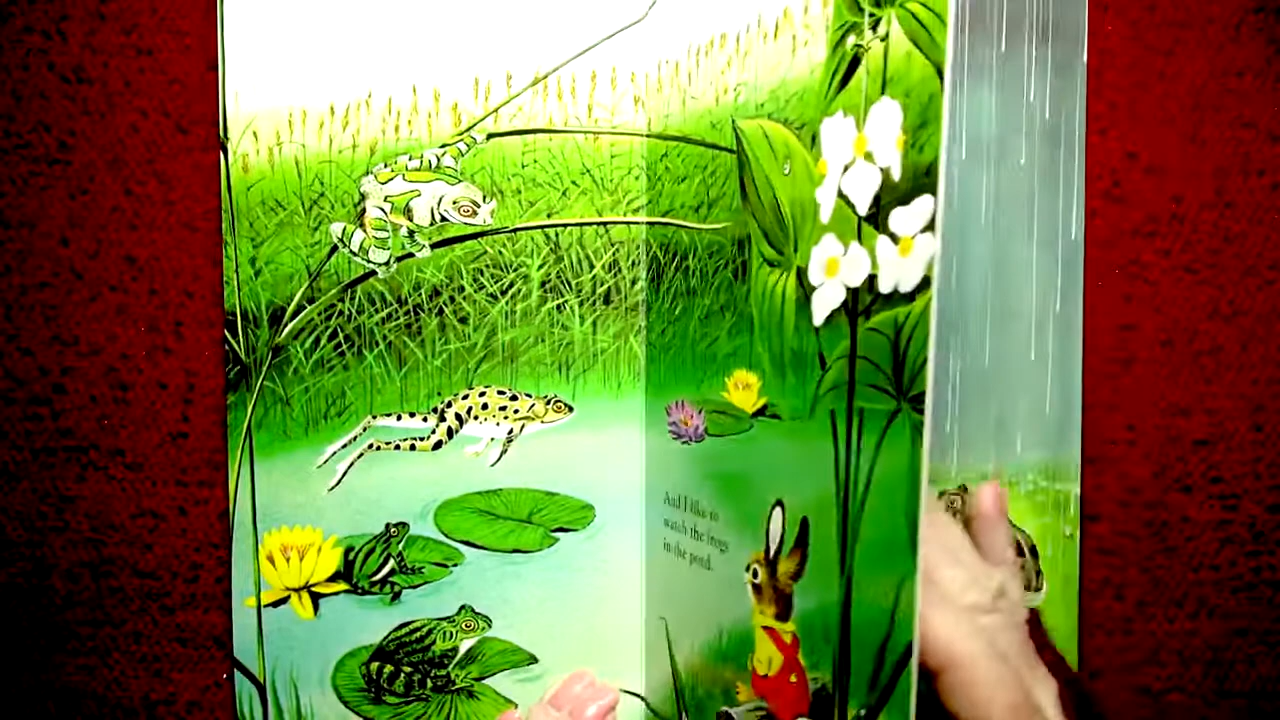 And I like to
watch the frogs
in the pond.